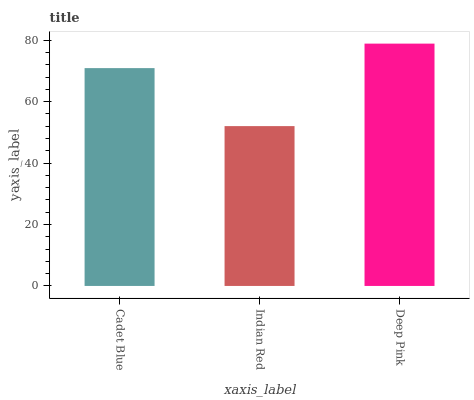 title
80
60
40
20
0
yaxis_label
Cadet Blue
Indian Red
Deep Pink
xaxis_label